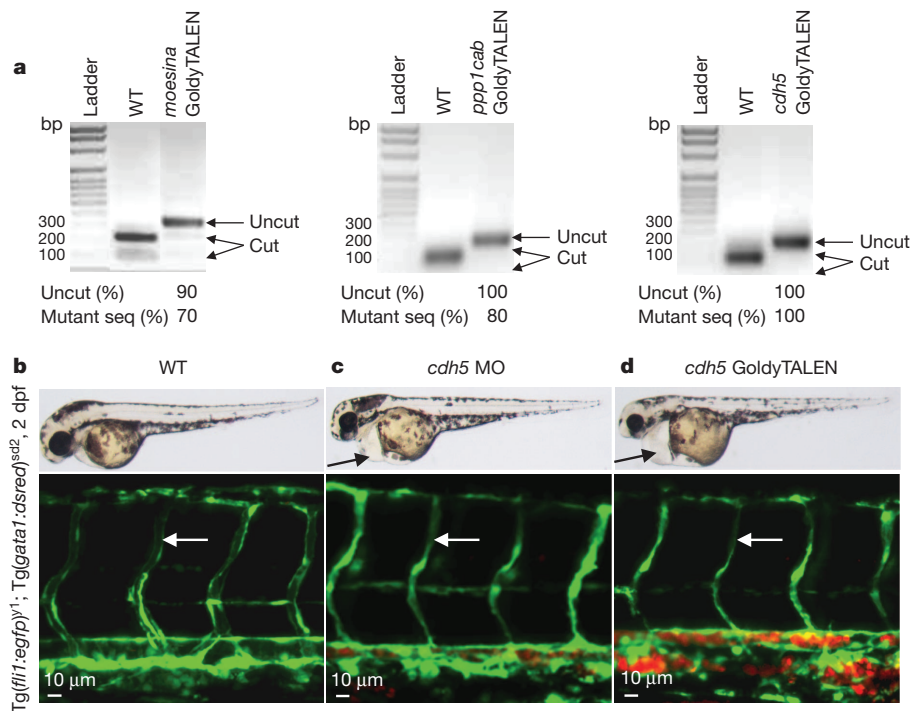 a
Ladder WT moesina GoldyTALEN
bp
300
200
100
Uncut
Cut
Uncut (%) 90
Mutant seq (%) 70
Ladder WT ppp1cab GoldyTALEN
bp
300
200
100
Uncut
Cut
Uncut (%) 100
Mutant seq (%) 80
Ladder WT cdh5 GoldyTALEN
bp
300
200
100
Uncut
Cut
Uncut (%) 100
Mutant seq (%) 100
b WT
c cdh5 MO
d cdh5 GoldyTALEN
Tg(fli1:egfp)y1; Tg(gata1:dsred)sd2, 2 dpf
10 μm
10 μm
10 μm